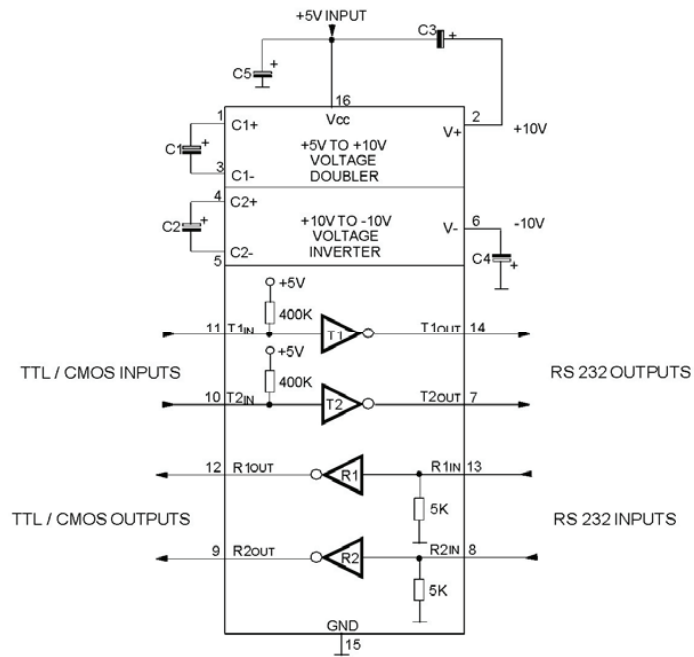 +5V INPUT
C3
+
C5
+
16
Vcc
1
C1+
2
V+
+10V
+5V TO +10V
VOLTAGE
DOUBLER
C1
+
3
C1-
4
C2+
+10V TO -10V
VOLTAGE
INVERTER
V-
6
-10V
C2
+
C2-
5
C4
+
+5V
400K
11
T1IN
T1
T1OUT
14
+5V
400K
TTL / CMOS INPUTS
RS 232 OUTPUTS
10
T2IN
T2
T2OUT
7
12
R1OUT
R1
R1IN
13
5K
TTL / CMOS OUTPUTS
RS 232 INPUTS
9
R2OUT
R2
R2IN
8
5K
GND
15